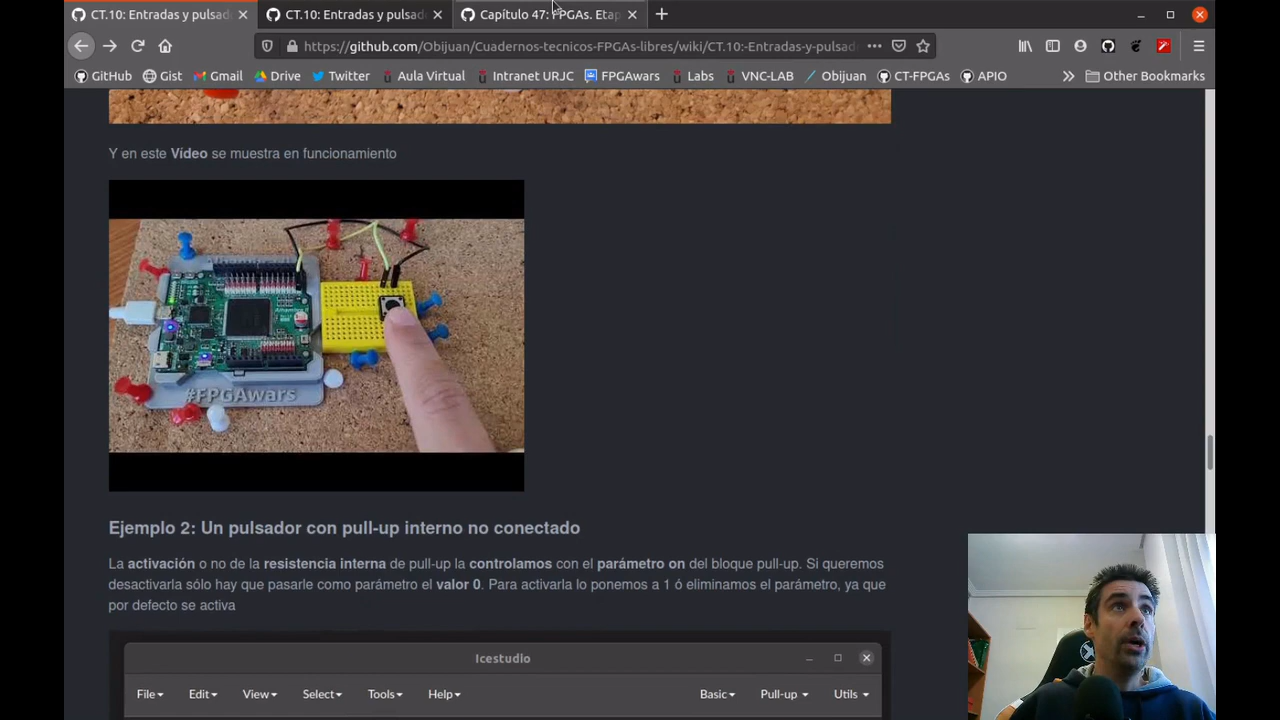 CT.10: Entradas y pulsad
CT.10: Entradas y pulsad
Capítulo 47: FPGAs. Etap
https://github.com/Obijuan/Cuadernos-tecnicos-FPGAs-libres/wiki/CT.10:-Entradas-y-pulsad
GitHub Gist Gmail Drive Twitter Aula Virtual Intranet URJC FPGAwars Labs VNC-LAB Obijuan CT-FPGAs APIO Other Bookmarks
Y en este Vídeo se muestra en funcionamiento
#FPGAwars
Ejemplo 2: Un pulsador con pull-up interno no conectado
La activación o no de la resistencia interna de pull-up la controlamos con el parámetro on del bloque pull-up. Si queremos
desactivarla sólo hay que pasarle como parámetro el valor 0. Para activarla lo ponemos a 1 ó eliminamos el parámetro, ya que
por defecto se activa
Icestudio
File Edit View Select Tools Help Basic Pull-up Utils